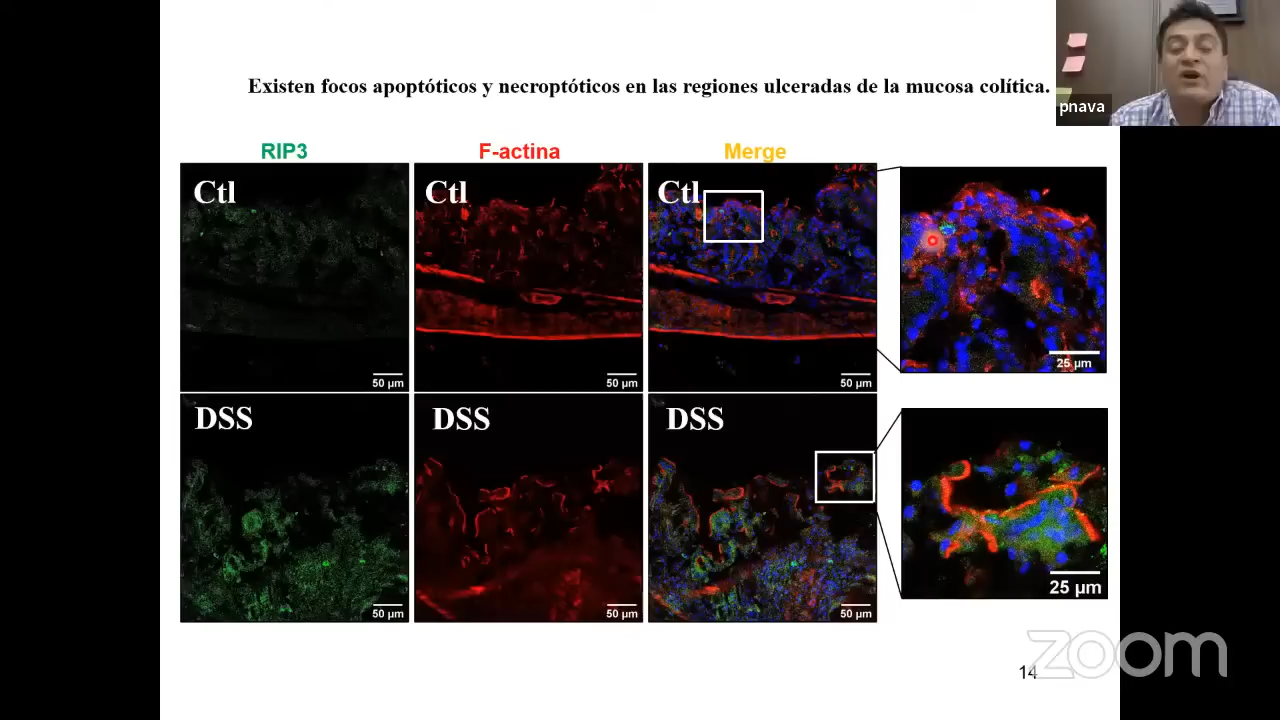 Existen focos apoptóticos y necroptóticos en las regiones ulceradas de la mucosa colítica.
pnava
RIP3 F-actina Merge
Ctl Ctl Ctl
25 µm
50 µm 50 µm 50 µm
DSS DSS DSS
25 µm
50 µm 50 µm 50 µm
zoom
14